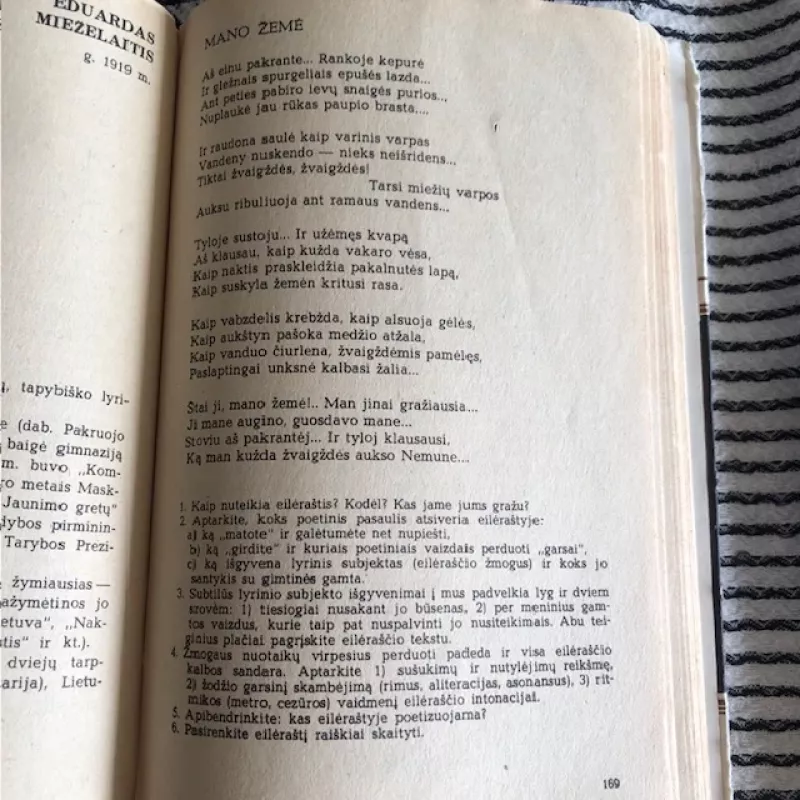 EDUARDAS
MIEŽELAITIS
g. 1919 m.
ų, tapybiško lyri-
e (dab. Pakruojo
baigė gimnaziją
m. buvo „Kom-
ro metais Mask-
Jaunimo gretų"
lybos pirminin-
Tarybos Prezi-
žymiausias —
ažymėtinos jo
etuva", „Nak-
tis" ir kt.).
dviejų tarp-
arija), Lietu-
MANO ŽEMĖ
Aš einu pakrante... Rankoje kepurė
Ir gležnais spurgeliais epušės lazda...
Ant peties pabiro ievų snaigės purios...
Nuplaukė jau rūkas paupio brasta...
Ir raudona saulė kaip varinis varpas
Vandeny nuskendo — nieks neišridens...
Tiktai žvaigždės, žvaigždės!
Tarsi miežių varpos
Auksu ribuliuoja ant ramaus vandens...
Tyloje sustoju... Ir užėmęs kvapą
Aš klausau, kaip kužda vakaro vėsa,
Kaip naktis praskleidžia pakalnutės lapą,
Kaip suskyla žemėn kritusi rasa.
Kaip vabzdelis krebžda, kaip alsuoja gėlės,
Kaip aukštyn pašoka medžio atžala,
Kaip vanduo čiurlena, žvaigždėmis pamėlęs,
Paslaptingai unksnė kalbasi žalia...
Štai ji, mano žemė!.. Man jinai gražiausia...
Ji mane augino, guosdavo mane...
Stoviu aš pakrantėj... Ir tyloj klausausi,
Ką man kužda žvaigždės aukso Nemune...
1. Kaip nuteikia eilėraštis? Kodėl? Kas jame jums gražu?
2. Aptarkite, koks poetinis pasaulis atsiveria eilėraštyje:
a) ką „matote" ir galėtumėte net nupiešti,
b) ką „girdite" ir kuriais poetiniais vaizdais perduoti „garsai",
c) ką išgyvena lyrinis subjektas (eilėraščio žmogus) ir koks jo
santykis su gimtinės gamta.
3. Subtilūs lyrinio subjekto išgyvenimai į mus padvelkia lyg ir dviem
srovėm: 1) tiesiogiai nusakant jo būsenas, 2) per meninius gam-
tos vaizdus, kurie taip pat nuspalvinti jo nusiteikimais. Abu tei-
ginius plačiai pagrįskite eilėraščio tekstu.
4. Žmogaus nuotaikų virpesius perduoti padeda ir visa eilėraščio
kalbos sandara. Aptarkite 1) sušukimų ir nutylėjimų reikšmę,
2) žodžio garsinį skambėjimą (rimus, aliteracijas, asonansus), 3) rit-
mikos (metro, cezūros) vaidmenį eilėraščio intonacijai.
5. Apibendrinkite: kas eilėraštyje poetizuojama?
6. Pasirenkite eilėraštį raiškiai skaityti.
169